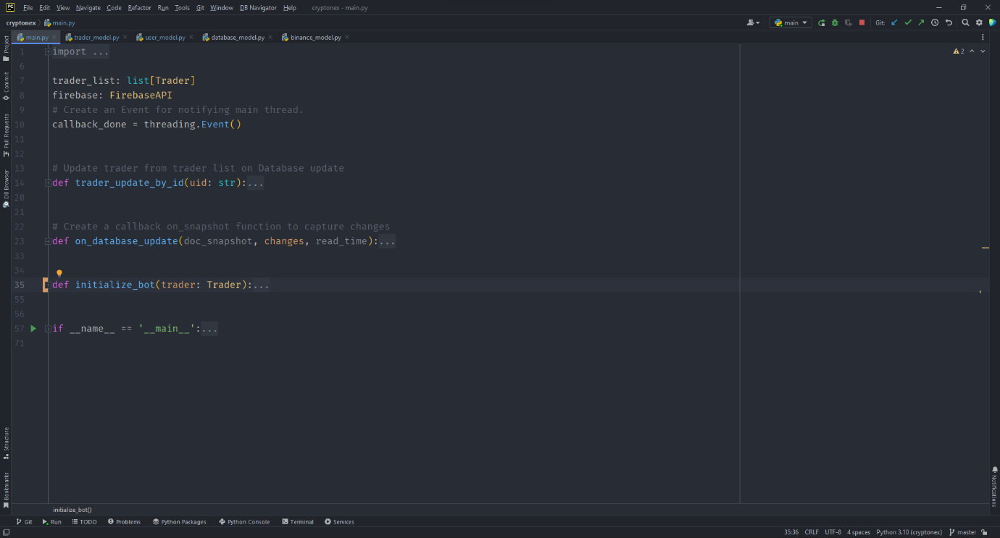 PC File Edit View Navigate Code Refactor Run Tools Git Window DB Navigator Help cryptonex - main.py
cryptonex main.py main Git:
main.py trader_model.py user_model.py database_model.py binance_model.py
1 import ...
6
7 trader_list: list[Trader]
8 firebase: FirebaseAPI
9 # Create an Event for notifying main thread.
10 callback_done = threading.Event()
11
12
13 # Update trader from trader list on Database update
14 def trader_update_by_id(uid: str):...
20
21
22 # Create a callback on_snapshot function to capture changes
23 def on_database_update(doc_snapshot, changes, read_time):...
33
34
35 def initialize_bot(trader: Trader):...
55
56
57 if __name__ == '__main__':...
71
2
Project
Commit
Pull Requests
DB Browser
Structure
Bookmarks
Notifications
initialize_bot()
Git Run TODO Problems Python Packages Python Console Terminal Services
35:36 CRLF UTF-8 4 spaces Python 3.10 (cryptonex) master